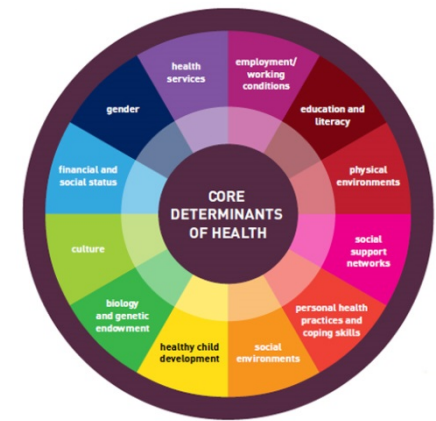 CORE
DETERMINANTS
OF HEALTH
employment/
working
conditions
education and
literacy
physical
environments
social
support
networks
personal health
practices and
coping skills
social
environments
healthy child
development
biology
and genetic
endowment
culture
financial and
social status
gender
health
services